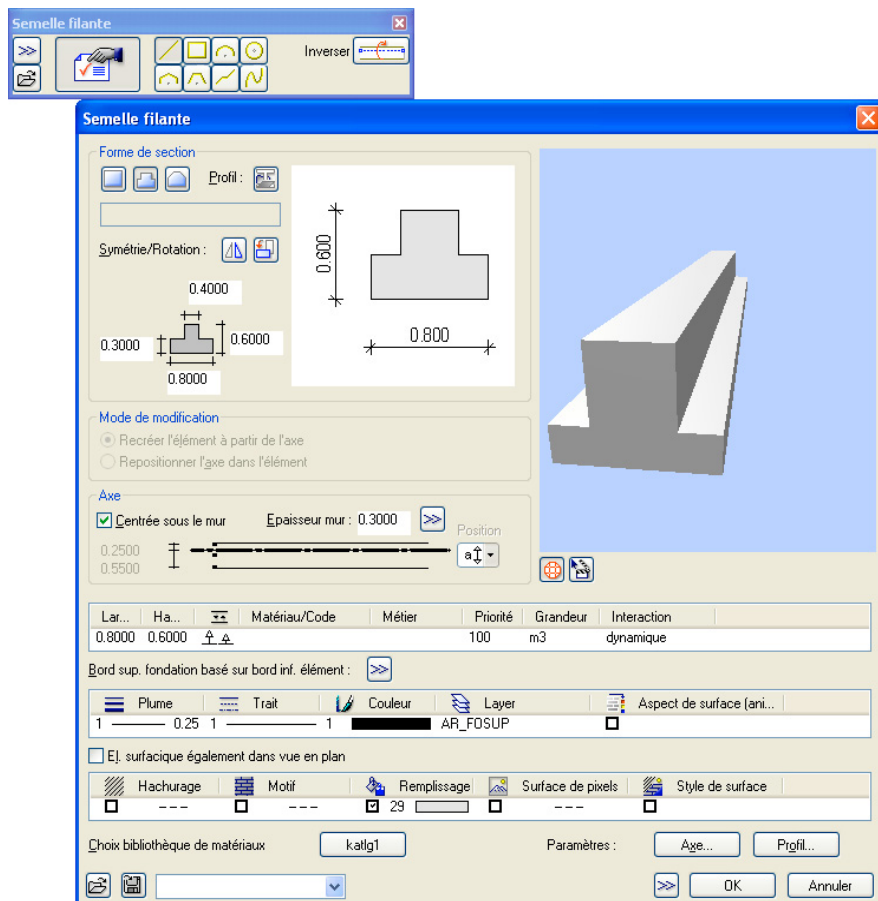 Semelle filante
>>
Inverser
Semelle filante
Forme de section
Profil :
Symétrie/Rotation :
0.4000
0.3000
0.6000
0.8000
0.600
0.800
Mode de modification
Recréer l'élément à partir de l'axe
Repositionner l'axe dans l'élément
Axe
Centrée sous le mur Epaisseur mur : 0.3000 >>
Position
0.2500
0.5500
a
Lar... Ha... Matériau/Code Métier Priorité Grandeur Interaction
0.8000 0.6000 100 m3 dynamique
Bord sup. fondation basé sur bord inf. élément : >>
Plume Trait Couleur Layer Aspect de surface (ani...
1 0.25 1 1 AR_FOSUP
El. surfacique également dans vue en plan
Hachurage Motif Remplissage Surface de pixels Style de surface
--- --- 29 ---
Choix bibliothèque de matériaux katlg1 Paramètres : Axe... Profil...
>> OK Annuler